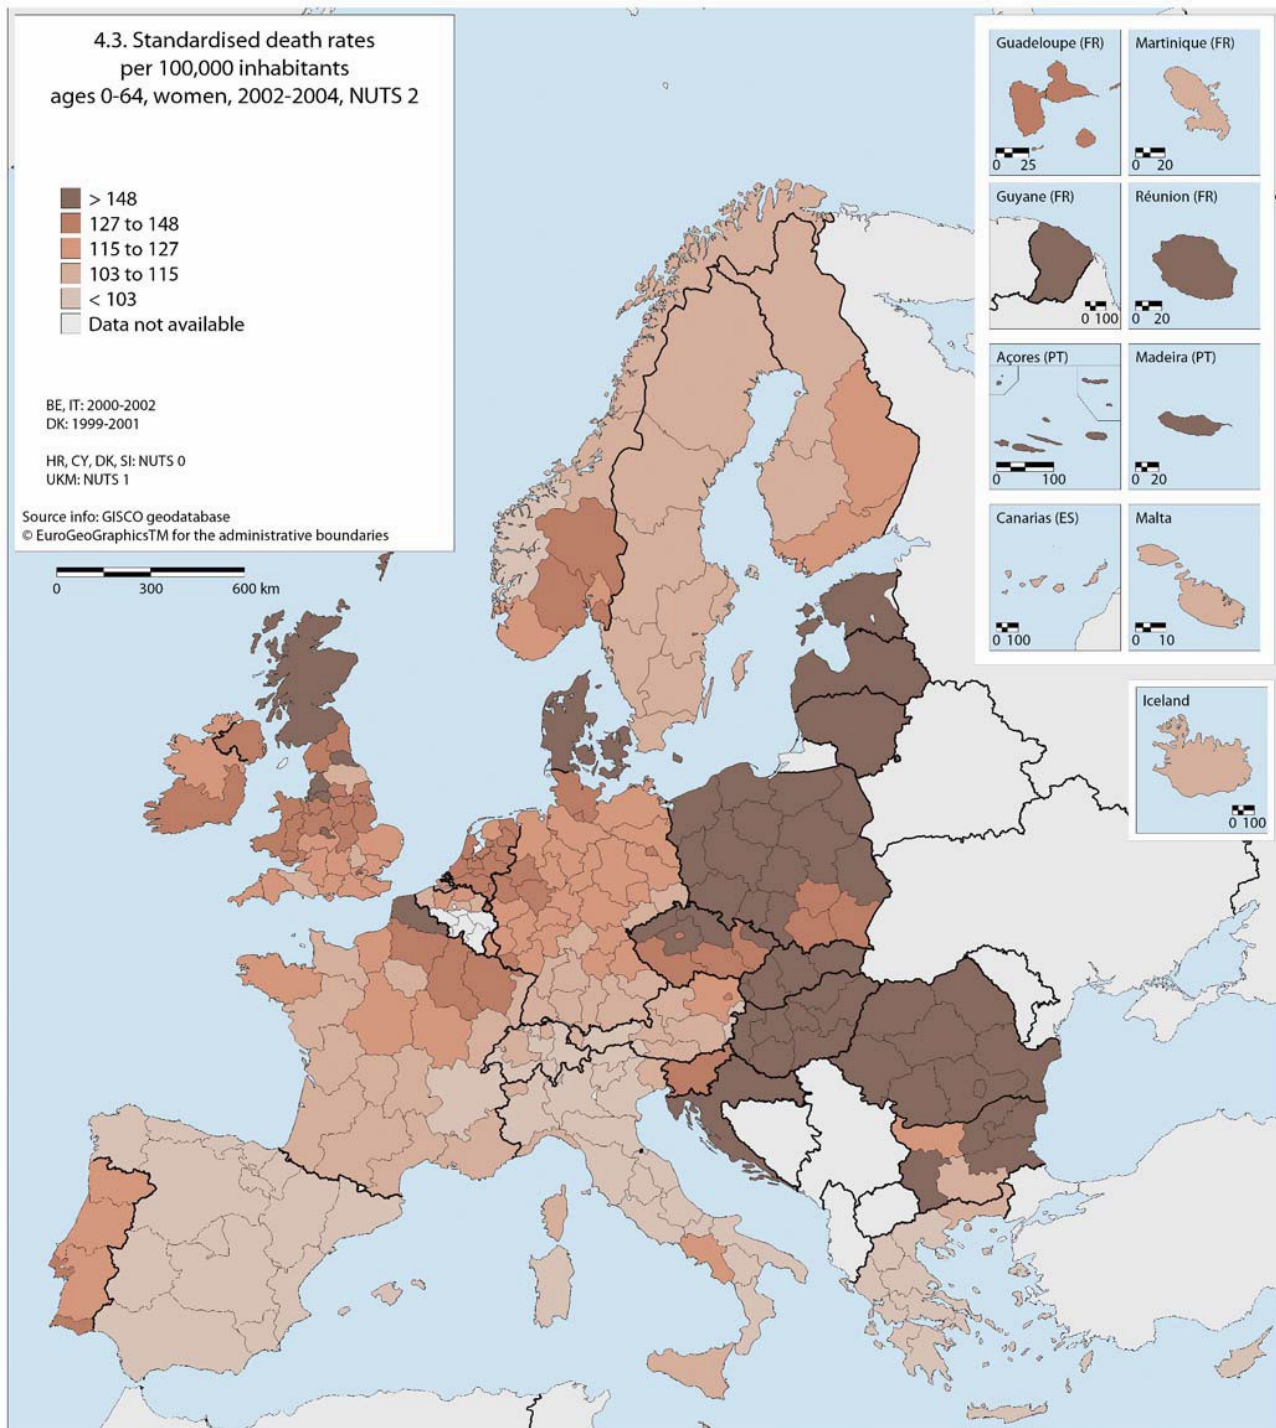 4.3. Standardised death rates
per 100,000 inhabitants
ages 0-64, women, 2002-2004, NUTS 2
> 148
127 to 148
115 to 127
103 to 115
< 103
Data not available
BE, IT: 2000-2002
DK: 1999-2001
HR, CY, DK, SI: NUTS 0
UKM: NUTS 1
Source info: GISCO geodatabase
© EuroGeoGraphicsTM for the administrative boundaries
0 300 600 km
Guadeloupe (FR)
0 25
Martinique (FR)
0 20
Guyane (FR)
0 100
Réunion (FR)
0 20
Açores (PT)
0 100
Madeira (PT)
0 20
Canarias (ES)
0 100
Malta
0 10
Iceland
0 100